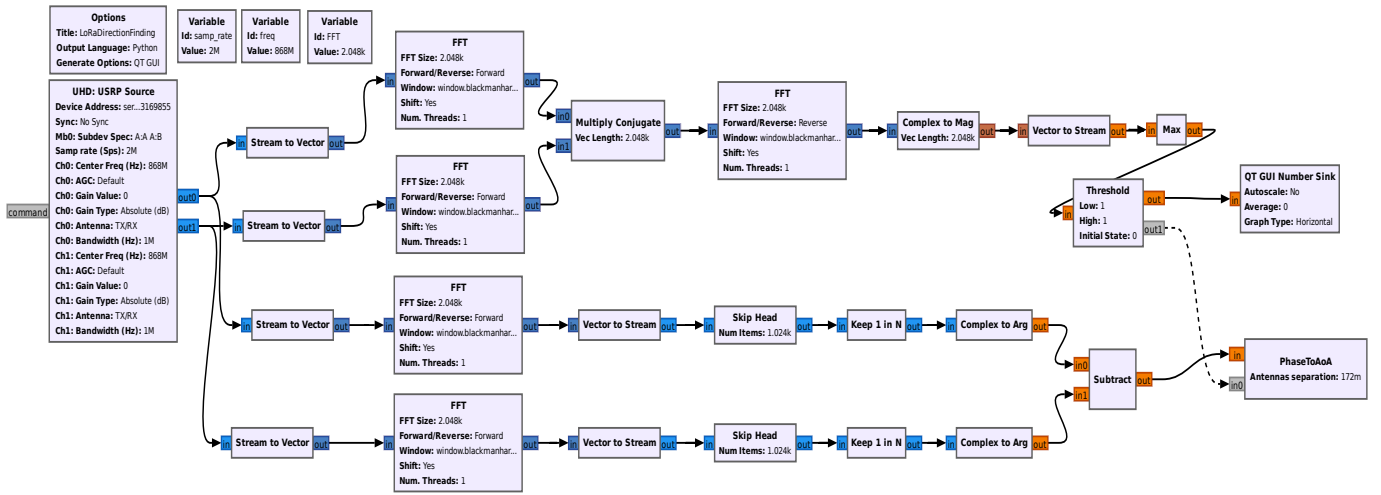 Options
Title: LoRaDirectionFinding
Output Language: Python
Generate Options: QT GUI
Variable
Id: samp_rate
Value: 2M
Variable
Id: freq
Value: 868M
Variable
Id: FFT
Value: 2.048k
UHD: USRP Source
Device Address: ser...3169855
Sync: No Sync
Mb0: Subdev Spec: A:A A:B
Samp rate (Sps): 2M
Ch0: Center Freq (Hz): 868M
Ch0: AGC: Default
Ch0: Gain Value: 0
Ch0: Gain Type: Absolute (dB)
Ch0: Antenna: TX/RX
Ch0: Bandwidth (Hz): 1M
Ch1: Center Freq (Hz): 868M
Ch1: AGC: Default
Ch1: Gain Value: 0
Ch1: Gain Type: Absolute (dB)
Ch1: Antenna: TX/RX
Ch1: Bandwidth (Hz): 1M
command
out0
out1
in
Stream to Vector
out
in
FFT
FFT Size: 2.048k
Forward/Reverse: Forward
Window: window.blackmanhar...
Shift: Yes
Num. Threads: 1
out
in
Stream to Vector
out
in
FFT
FFT Size: 2.048k
Forward/Reverse: Forward
Window: window.blackmanhar...
Shift: Yes
Num. Threads: 1
out
in0
in1
Multiply Conjugate
Vec Length: 2.048k
out
in
FFT
FFT Size: 2.048k
Forward/Reverse: Reverse
Window: window.blackmanhar...
Shift: Yes
Num. Threads: 1
out
in
Complex to Mag
Vec Length: 2.048k
out
in
Vector to Stream
out
in
Max
out
in
Threshold
Low: 1
High: 1
Initial State: 0
out
out1
in
QT GUI Number Sink
Autoscale: No
Average: 0
Graph Type: Horizontal
in
Stream to Vector
out
in
FFT
FFT Size: 2.048k
Forward/Reverse: Forward
Window: window.blackmanhar...
Shift: Yes
Num. Threads: 1
out
in
Vector to Stream
out
in
Skip Head
Num Items: 1.024k
out
in
Keep 1 in N
out
in
Complex to Arg
out
in
Stream to Vector
out
in
FFT
FFT Size: 2.048k
Forward/Reverse: Forward
Window: window.blackmanhar...
Shift: Yes
Num. Threads: 1
out
in
Vector to Stream
out
in
Skip Head
Num Items: 1.024k
out
in
Keep 1 in N
out
in
Complex to Arg
out
in0
in1
Subtract
out
in
in0
PhaseToAoA
Antennas separation: 172m